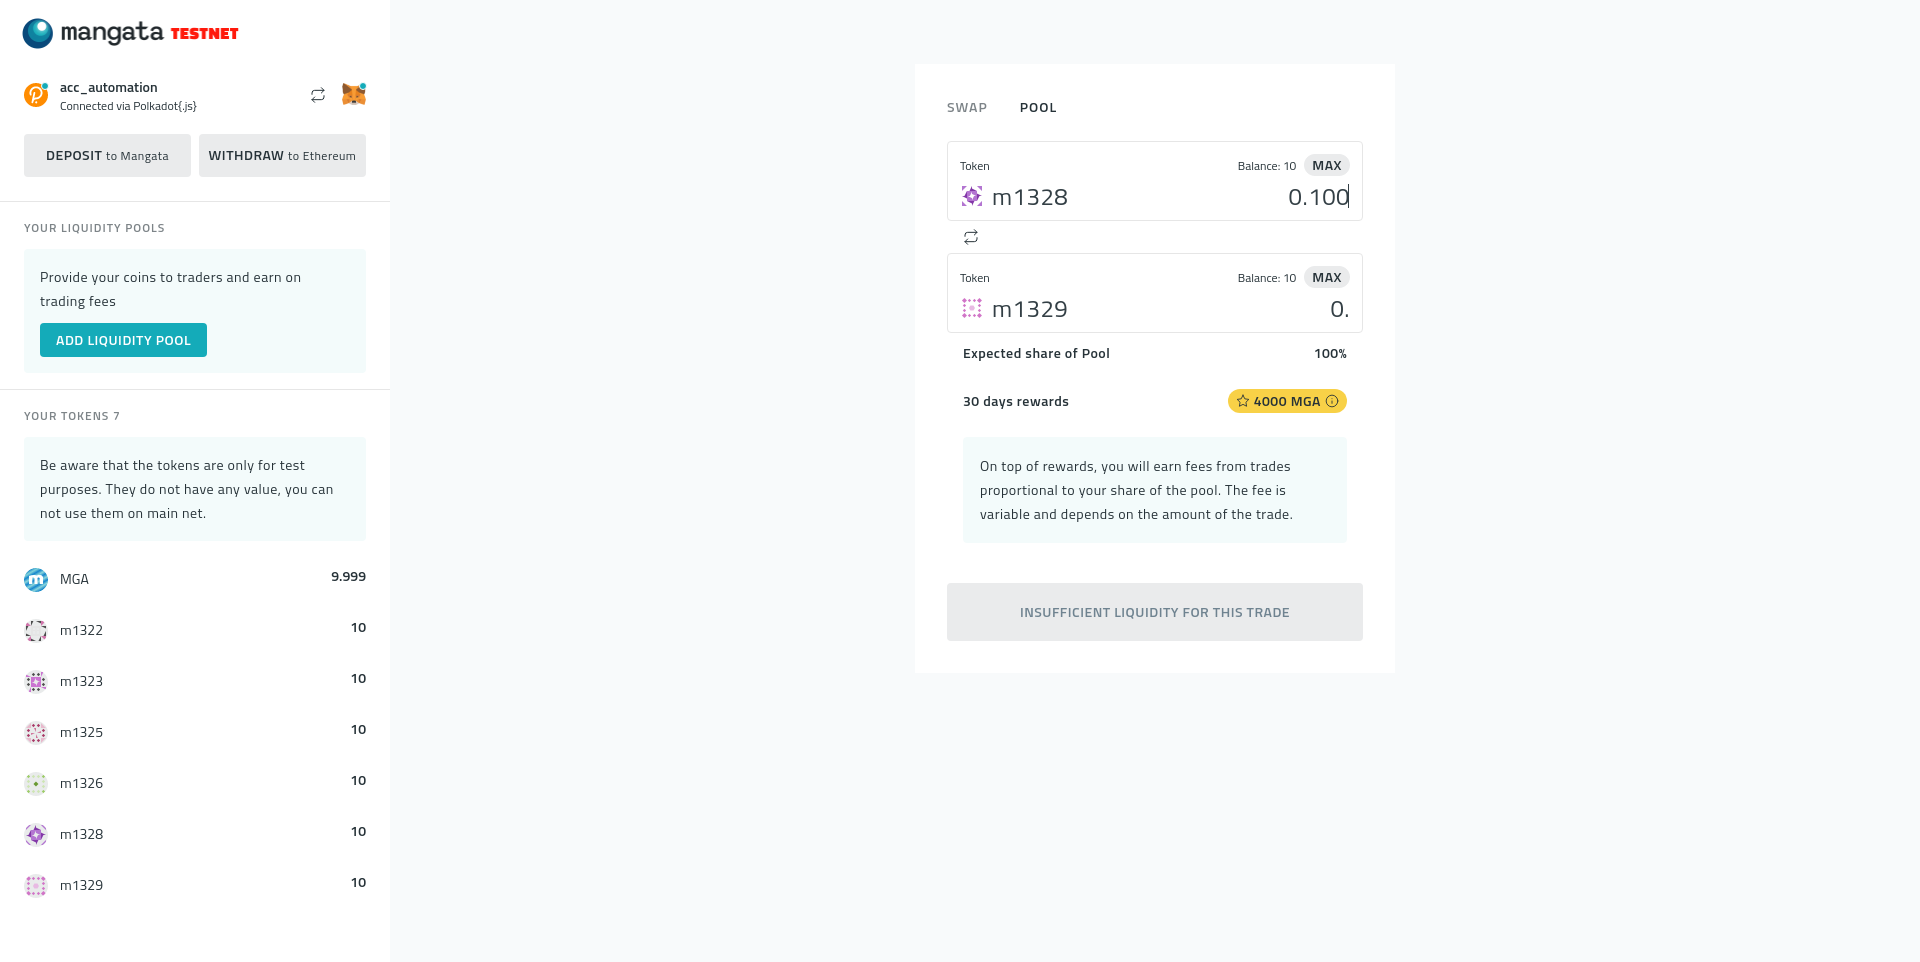 mangata TESTNET
acc_automation
Connected via Polkadot{.js}
DEPOSIT to Mangata
WITHDRAW to Ethereum
YOUR LIQUIDITY POOLS
Provide your coins to traders and earn on
trading fees
ADD LIQUIDITY POOL
YOUR TOKENS 7
Be aware that the tokens are only for test
purposes. They do not have any value, you can
not use them on main net.
MGA 9.999
m1322 10
m1323 10
m1325 10
m1326 10
m1328 10
m1329 10
SWAP POOL
Token Balance: 10 MAX
m1328 0.100
Token Balance: 10 MAX
m1329 0.
Expected share of Pool 100%
30 days rewards 4000 MGA
On top of rewards, you will earn fees from trades
proportional to your share of the pool. The fee is
variable and depends on the amount of the trade.
INSUFFICIENT LIQUIDITY FOR THIS TRADE